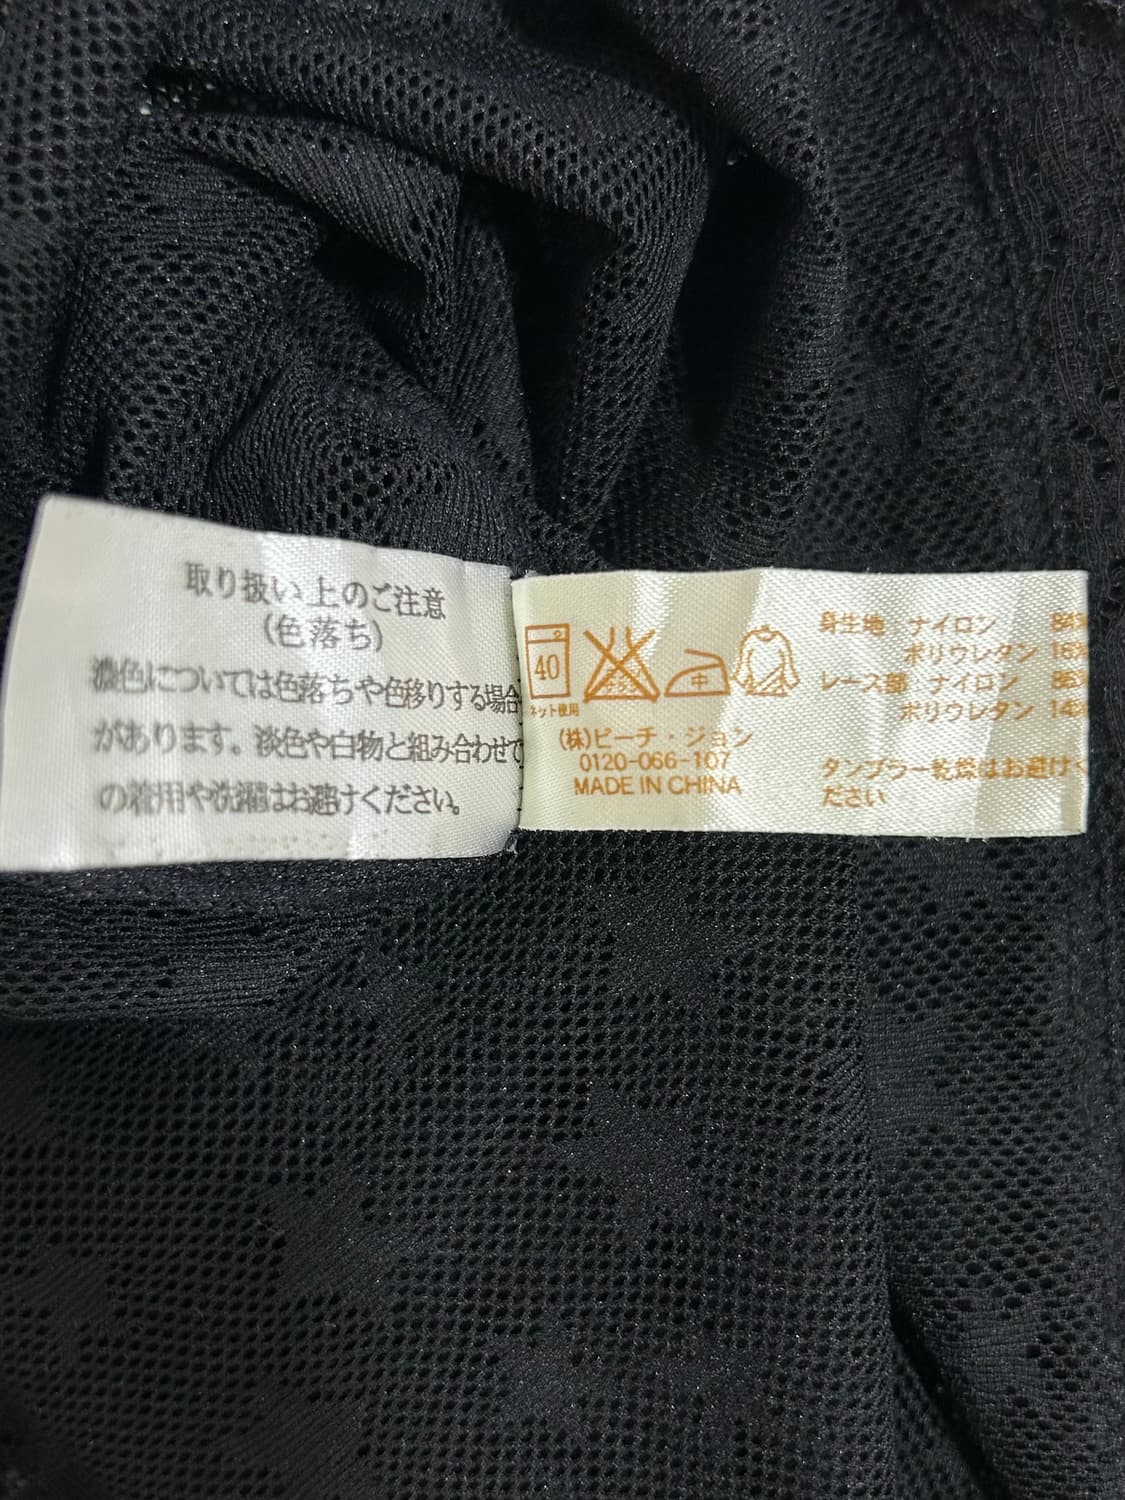 取り扱い上のご注意
(色落ち)
濃色については色落ちや色移りする場合
があります。淡色や白物と組み合わせて
の着用や洗濯はお避けください。
40
中
ネット使用
(株)ピーチ・ジョン
0120-066-107
MADE IN CHINA
身生地 ナイロン 84%
ポリウレタン 16%
レース部 ナイロン 86%
ポリウレタン 14%
タンブラー乾燥はお避けく
ださい